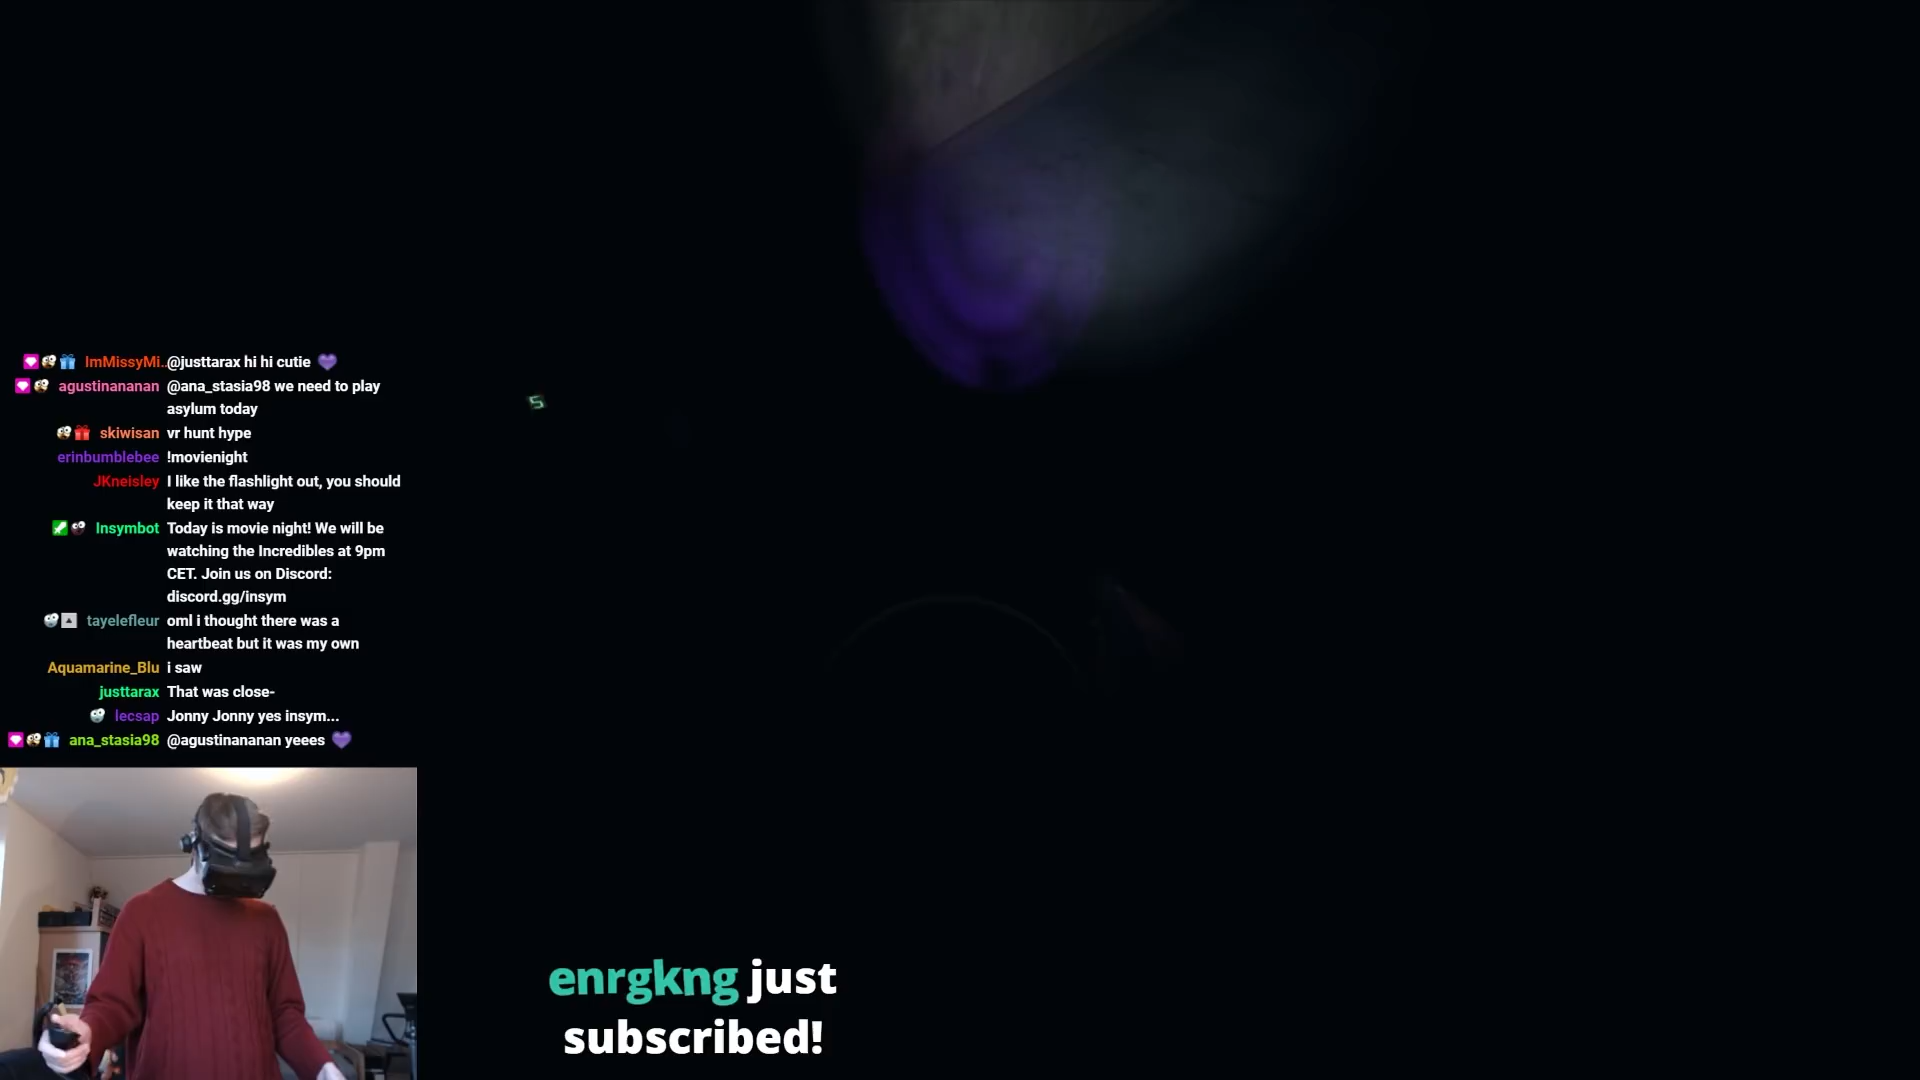 ImMissyMi.. @justtarax hi hi cutie
agustinananan @ana_stasia98 we need to play
asylum today
skiwisan vr hunt hype
erinbumblebee !movienight
JKneisley I like the flashlight out, you should
keep it that way
Insymbot Today is movie night! We will be
watching the Incredibles at 9pm
CET. Join us on Discord:
discord.gg/insym
tayelefleur oml i thought there was a
heartbeat but it was my own
Aquamarine_Blu i saw
justtarax That was close-
lecsap Jonny Jonny yes insym...
ana_stasia98 @agustinananan yeees
5
enrgkng just
subscribed!